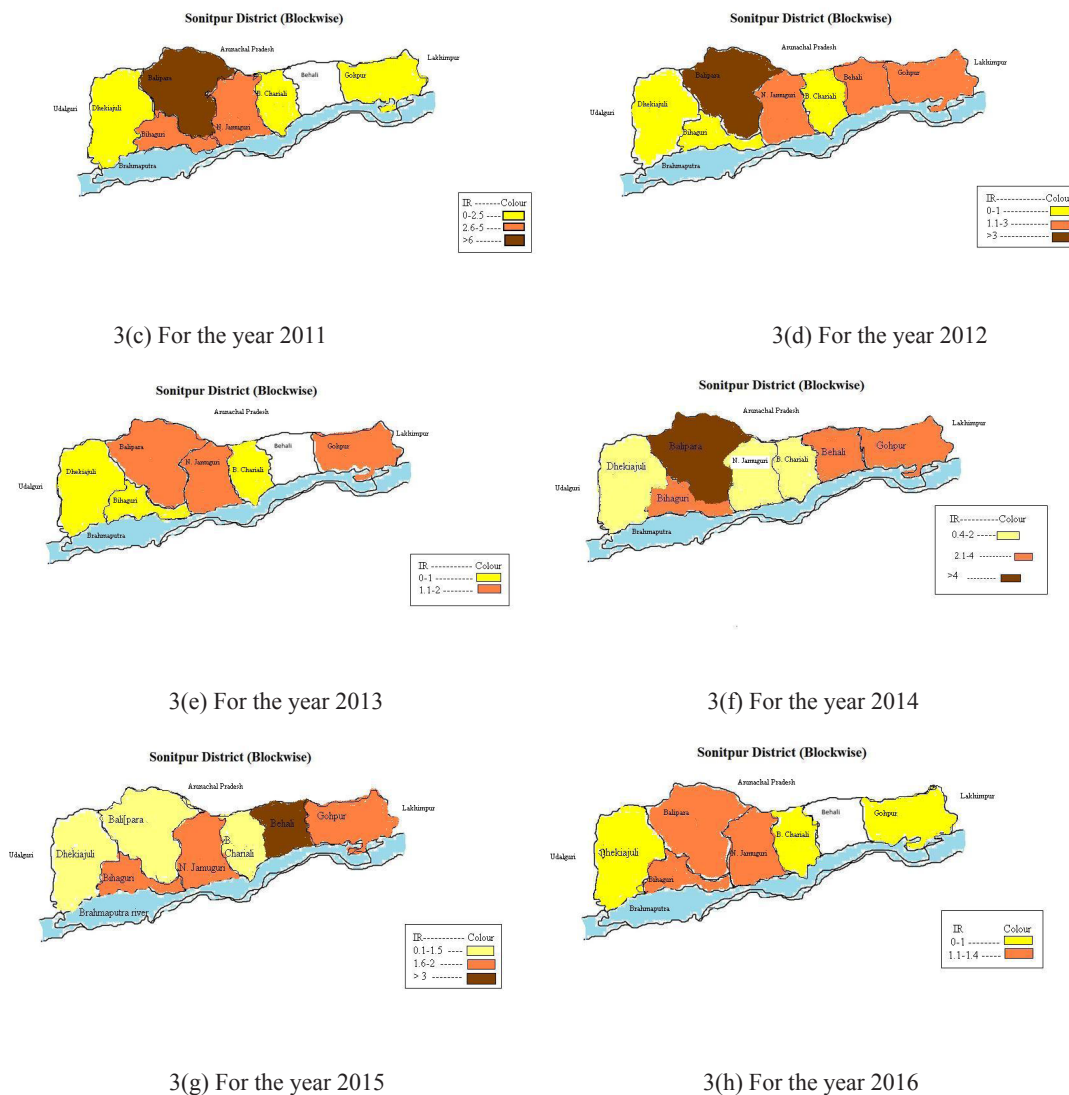 Sonitpur District (Blockwise)
Arunachal Pradesh
Lakhimpur
Balipara
Behali
Gohpur
Udalguri
Dhekiajuli
B. Chariali
N. Jamuguri
Bihaguri
Brahmaputra
IR -------Colour
0-2.5 ----
2.6-5 ----
>6 -------
3(c) For the year 2011
Sonitpur District (Blockwise)
Arunachal Pradesh
Lakhimpur
Balipara
Behali
Gohpur
Udalguri
Dhekiajuli
N. Jamuguri
B. Chariali
Bihaguri
Brahmaputra
IR ----------Colour
0-1 ----------
1.1-3 ---------
>3 -----------
3(d) For the year 2012
Sonitpur District (Blockwise)
Arunachal Pradesh
Lakhimpur
Balipara
Behali
Gohpur
Udalguri
Dhekiajuli
N. Jamuguri
B. Chariali
Bihaguri
Brahmaputra
IR ----------- Colour
0-1 -----------
1.1-2 ---------
3(e) For the year 2013
Sonitpur District (Blockwise)
Arunachal Pradesh
Lakhimpur
Balipara
Behali
Gohpur
Udalguri
Dhekiajuli
N. Jamuguri
B. Chariali
Bihaguri
Brahmaputra
IR----------Colour
0.4-2 -----
2.1-4 -----
>4 --------
3(f) For the year 2014
Sonitpur District (Blockwise)
Arunachal Pradesh
Lakhimpur
Balipara
Behali
Gohpur
Udalguri
Dhekiajuli
B.
Chariali
N. Jamuguri
Bihaguri
Brahmaputra river
IR----------- Colour
0.1-1.5 -----
1.6-2 ------
> 3 --------
3(g) For the year 2015
Sonitpur District (Blockwise)
Arunachal Pradesh
Lakhimpur
Balipara
Behali
Gohpur
Udalguri
Dhekiajuli
N. Jamuguri
B. Chariali
Bihaguri
Brahmaputra
IR Colour
0-1 --------
1.1-1.4 -----
3(h) For the year 2016